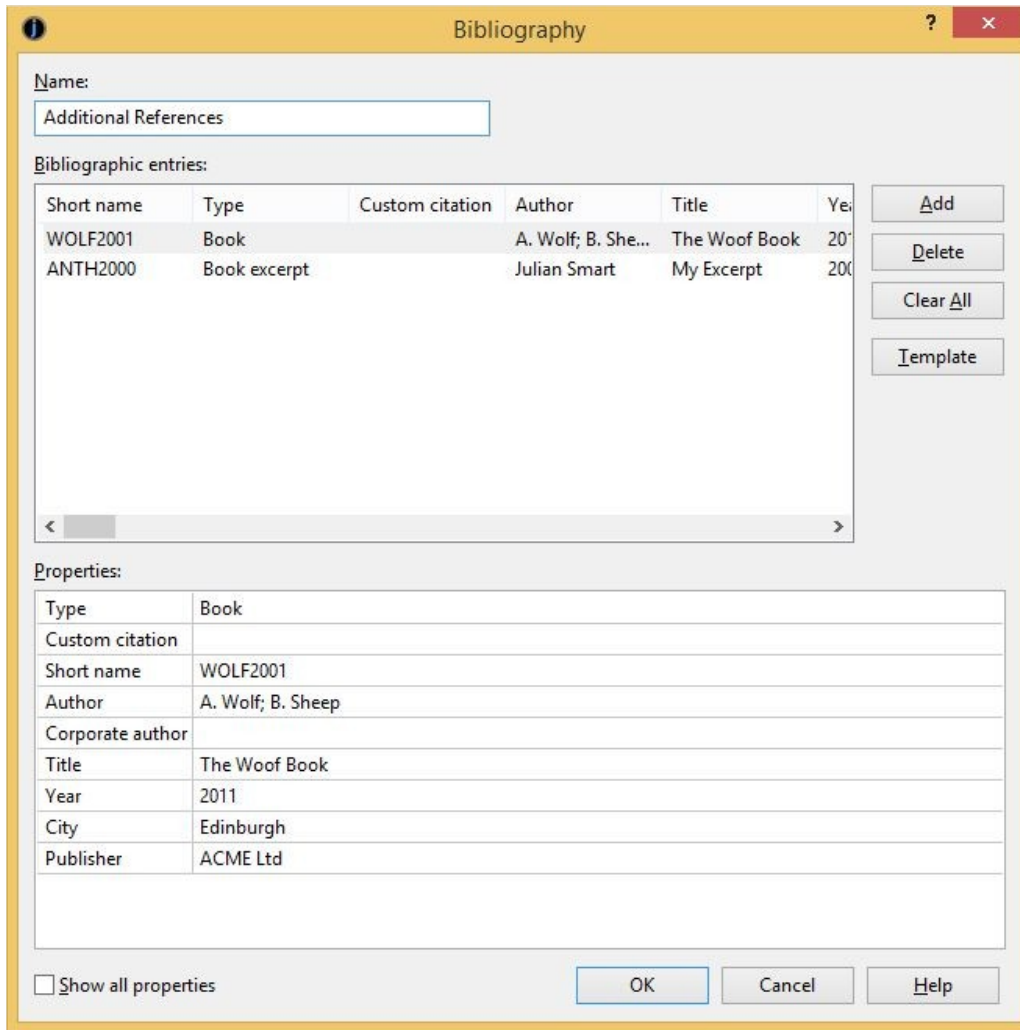 Bibliography ?
Name:
Additional References
Bibliographic entries:
Short name Type Custom citation Author Title
WOLF2001 Book A. Wolf; B. She... The Woof Book
ANTH2000 Book excerpt Julian Smart My Excerpt
Add
Delete
Clear All
Template
Properties:
Type Book
Custom citation
Short name WOLF2001
Author A. Wolf; B. Sheep
Corporate author
Title The Woof Book
Year 2011
City Edinburgh
Publisher ACME Ltd
Show all properties OK Cancel Help